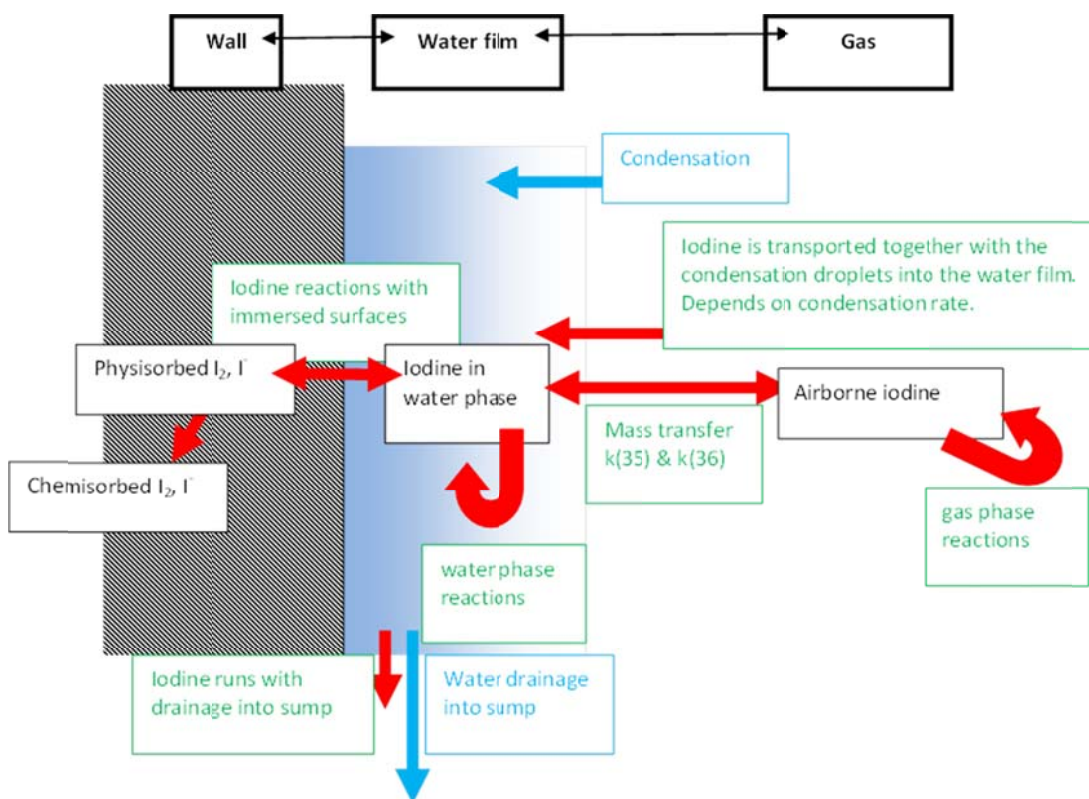 Wall
Water film
Gas
Condensation
Iodine is transported together with the
condensation droplets into the water film.
Depends on condensation rate.
Iodine reactions with
immersed surfaces
Physisorbed I₂, I⁻
Iodine in
water phase
Airborne iodine
Mass transfer
k(35) & k(36)
Chemisorbed I₂, I⁻
gas phase
reactions
water phase
reactions
Iodine runs with
drainage into sump
Water drainage
into sump